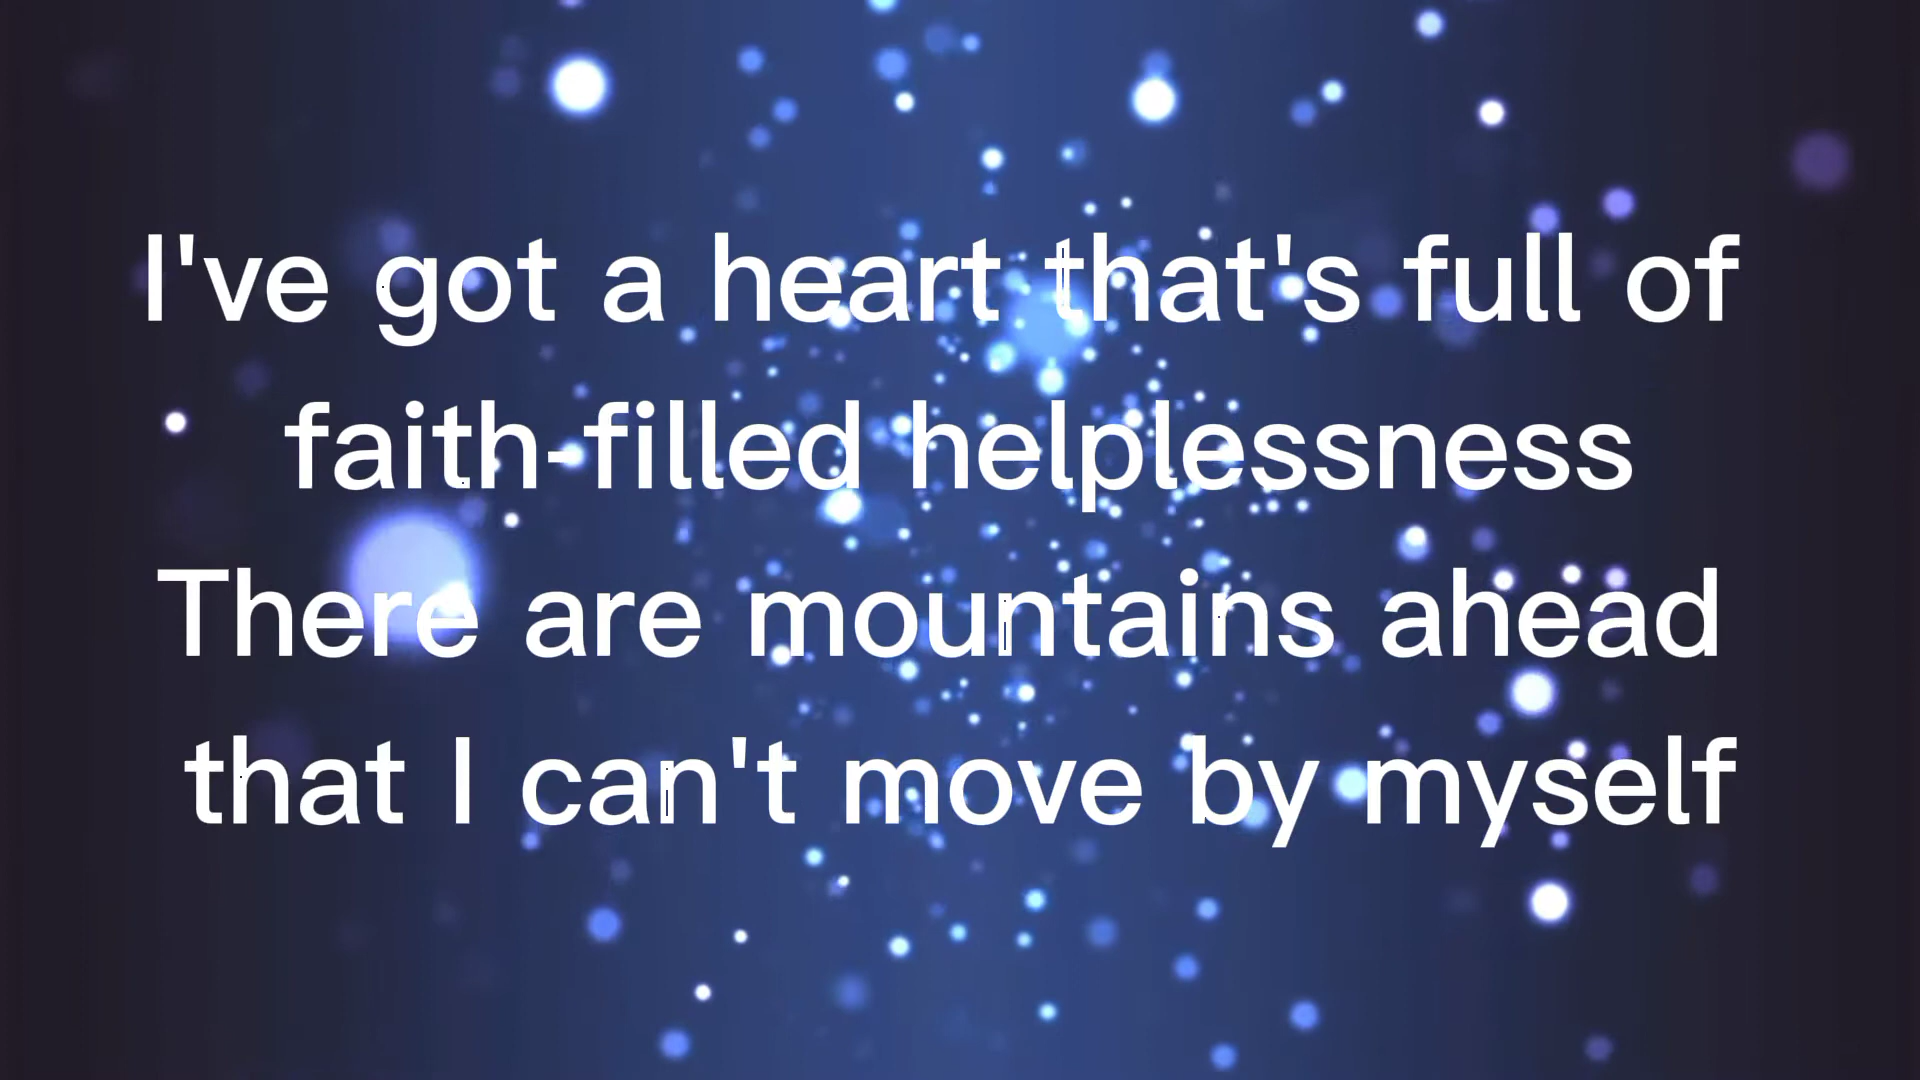 I've got a heart that's full of
faith-filled helplessness
There are mountains ahead
that I can't move by myself